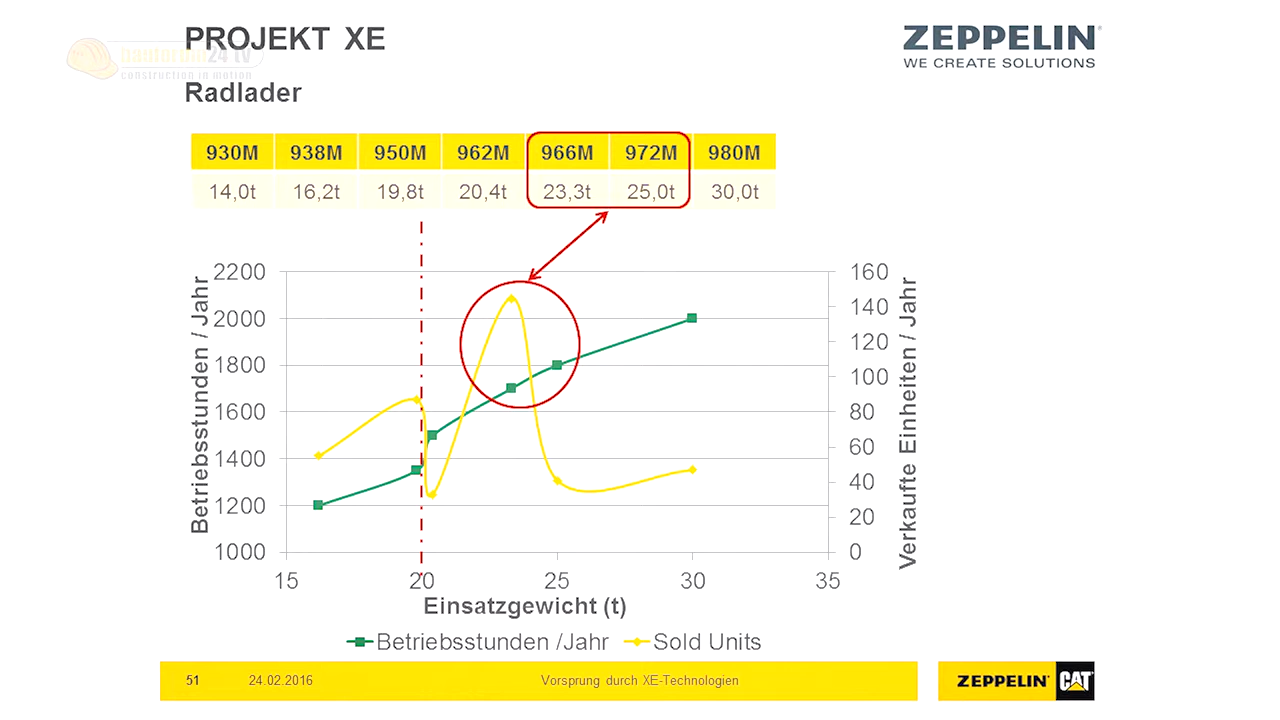 PROJEKT XE
ZEPPELIN
WE CREATE SOLUTIONS
construction in motion
Radlader
930M 938M 950M 962M 966M 972M 980M
14,0t 16,2t 19,8t 20,4t 23,3t 25,0t 30,0t
Betriebsstunden / Jahr
2200
2000
1800
1600
1400
1200
1000
160
140
120
100
80
60
40
20
0
Verkaufte Einheiten / Jahr
15 20 25 30 35
Einsatzgewicht (t)
Betriebsstunden /Jahr Sold Units
51 24.02.2016 Vorsprung durch XE-Technologien
ZEPPELIN CAT